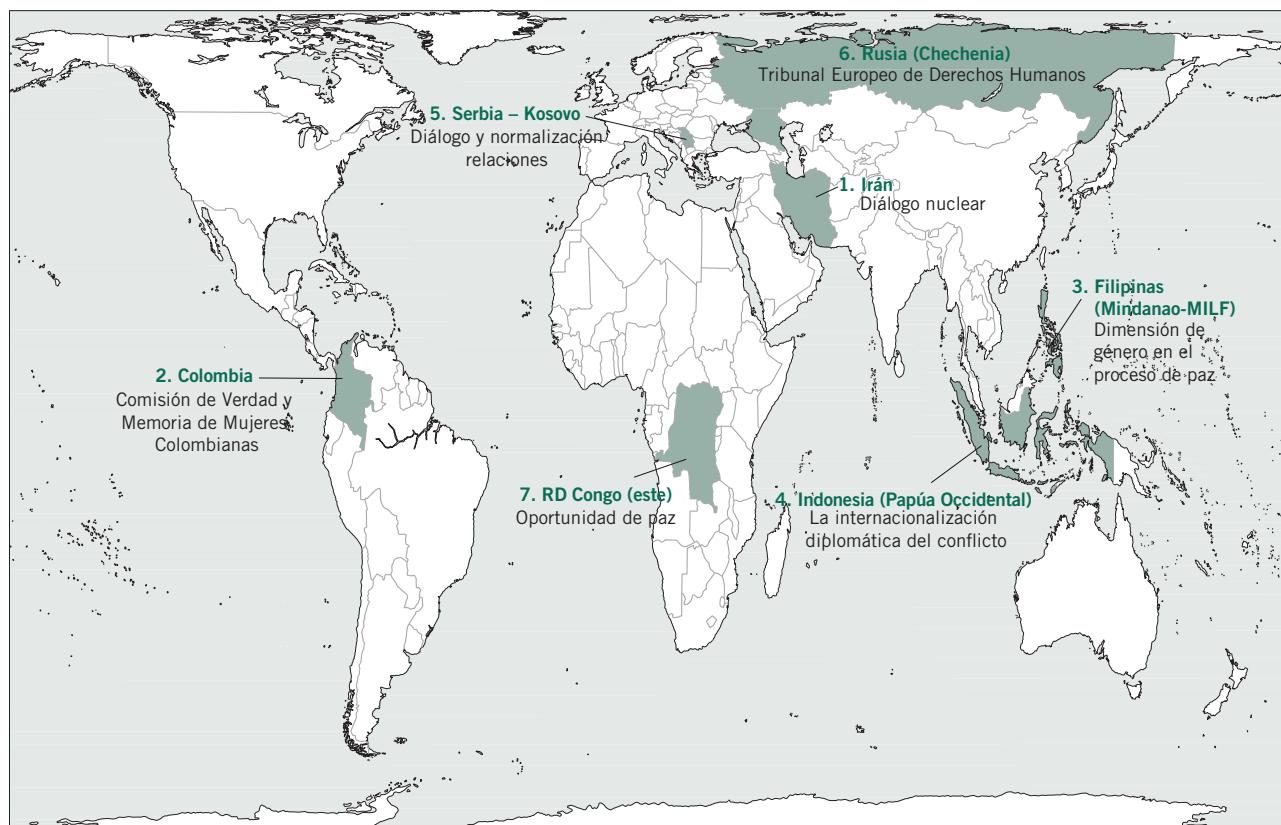 6. Rusia (Chechenia)
Tribunal Europeo de Derechos Humanos
5. Serbia – Kosovo
Diálogo y normalización
relaciones
1. Irán
Diálogo nuclear
3. Filipinas
(Mindanao-MILF)
Dimensión de
género en el
proceso de paz
2. Colombia
Comisión de Verdad y
Memoria de Mujeres
Colombianas
7. RD Congo (este)
Oportunidad de paz
4. Indonesia (Papúa Occidental)
La internacionalización
diplomática del conflicto